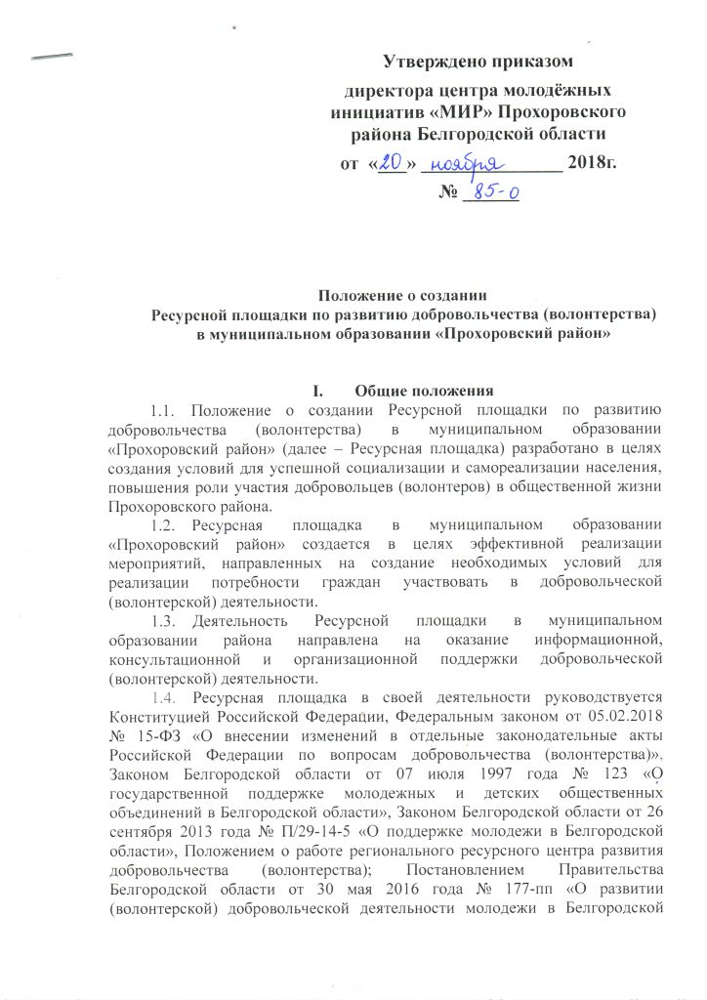 Утверждено приказом
директора центра молодёжных
инициатив «МИР» Прохоровского
района Белгородской области
от «20» ноября 2018г.
№ 85-о
Положение о создании
Ресурсной площадки по развитию добровольчества (волонтерства)
в муниципальном образовании «Прохоровский район»
I. Общие положения
1.1. Положение о создании Ресурсной площадки по развитию
добровольчества (волонтерства) в муниципальном образовании
«Прохоровский район» (далее – Ресурсная площадка) разработано в целях
создания условий для успешной социализации и самореализации населения,
повышения роли участия добровольцев (волонтеров) в общественной жизни
Прохоровского района.
1.2. Ресурсная площадка в муниципальном образовании
«Прохоровский район» создается в целях эффективной реализации
мероприятий, направленных на создание необходимых условий для
реализации потребности граждан участвовать в добровольческой
(волонтерской) деятельности.
1.3. Деятельность Ресурсной площадки в муниципальном
образовании района направлена на оказание информационной,
консультационной и организационной поддержки добровольческой
(волонтерской) деятельности.
1.4. Ресурсная площадка в своей деятельности руководствуется
Конституцией Российской Федерации, Федеральным законом от 05.02.2018
№ 15-ФЗ «О внесении изменений в отдельные законодательные акты
Российской Федерации по вопросам добровольчества (волонтерства)»,
Законом Белгородской области от 07 июля 1997 года № 123 «О
государственной поддержке молодежных и детских общественных
объединений в Белгородской области», Законом Белгородской области от 26
сентября 2013 года № П/29-14-5 «О поддержке молодежи в Белгородской
области», Положением о работе регионального ресурсного центра развития
добровольчества (волонтерства); Постановлением Правительства
Белгородской области от 30 мая 2016 года № 177-пп «О развитии
(волонтерской) добровольческой деятельности молодежи в Белгородской